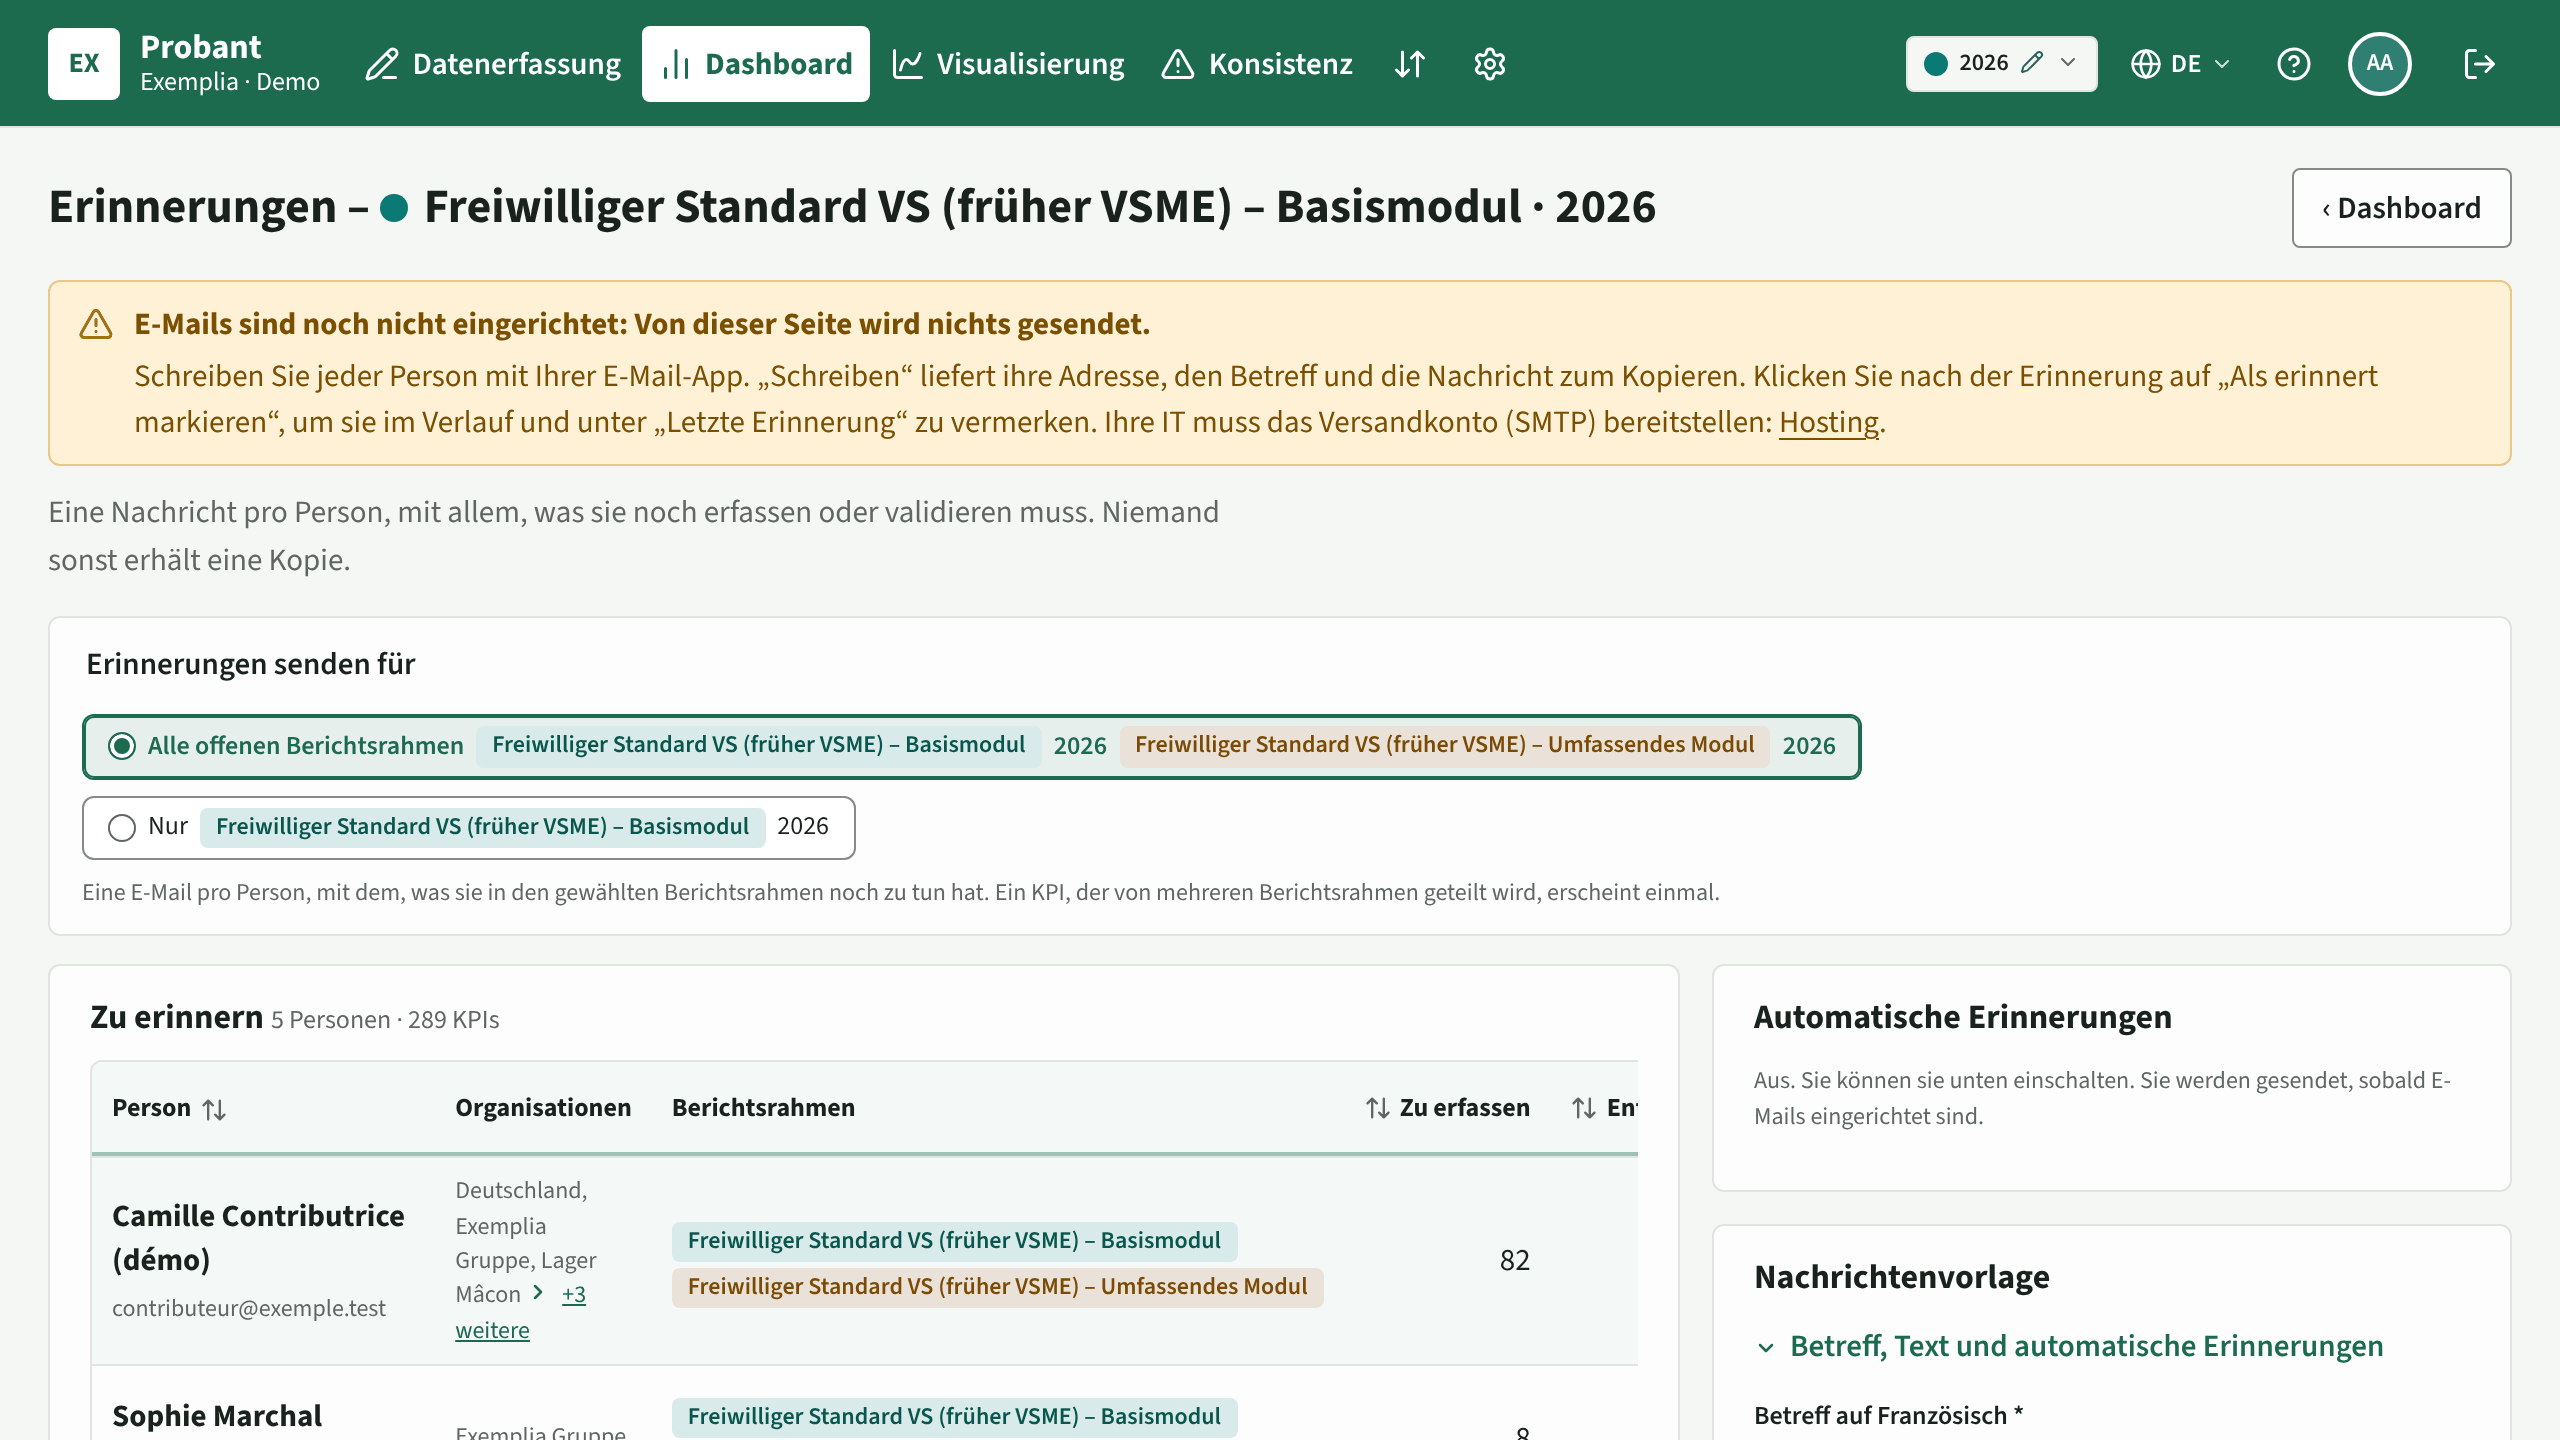 EX
Probant
Exemplia · Demo
Datenerfassung
Dashboard
Visualisierung
Konsistenz
2026
DE
AA
Erinnerungen – Freiwilliger Standard VS (früher VSME) – Basismodul · 2026
‹ Dashboard
E-Mails sind noch nicht eingerichtet: Von dieser Seite wird nichts gesendet.
Schreiben Sie jeder Person mit Ihrer E-Mail-App. „Schreiben“ liefert ihre Adresse, den Betreff und die Nachricht zum Kopieren. Klicken Sie nach der Erinnerung auf „Als erinnert
markieren“, um sie im Verlauf und unter „Letzte Erinnerung“ zu vermerken. Ihre IT muss das Versandkonto (SMTP) bereitstellen: Hosting.
Eine Nachricht pro Person, mit allem, was sie noch erfassen oder validieren muss. Niemand
sonst erhält eine Kopie.
Erinnerungen senden für
Alle offenen Berichtsrahmen Freiwilliger Standard VS (früher VSME) – Basismodul 2026 Freiwilliger Standard VS (früher VSME) – Umfassendes Modul 2026
Nur Freiwilliger Standard VS (früher VSME) – Basismodul 2026
Eine E-Mail pro Person, mit dem, was sie in den gewählten Berichtsrahmen noch zu tun hat. Ein KPI, der von mehreren Berichtsrahmen geteilt wird, erscheint einmal.
Zu erinnern 5 Personen · 289 KPIs
Person Organisationen Berichtsrahmen Zu erfassen
Camille Contributrice
(démo)
contributeur@exemple.test
Deutschland,
Exemplia
Gruppe, Lager
Mâcon +3
weitere
Freiwilliger Standard VS (früher VSME) – Basismodul
Freiwilliger Standard VS (früher VSME) – Umfassendes Modul
82
Sophie Marchal
Exemplia Gruppe
Freiwilliger Standard VS (früher VSME) – Basismodul
8
Automatische Erinnerungen
Aus. Sie können sie unten einschalten. Sie werden gesendet, sobald E-
Mails eingerichtet sind.
Nachrichtenvorlage
Betreff, Text und automatische Erinnerungen
Betreff auf Französisch *